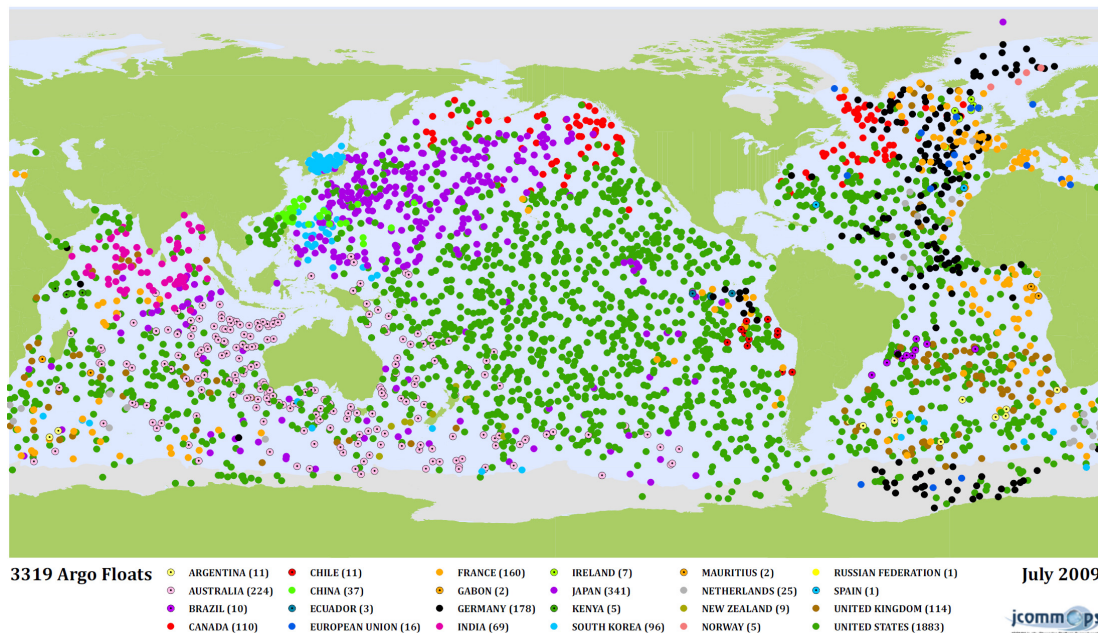 3319 Argo Floats
ARGENTINA (11)
AUSTRALIA (224)
BRAZIL (10)
CANADA (110)
CHILE (11)
CHINA (37)
ECUADOR (3)
EUROPEAN UNION (16)
FRANCE (160)
GABON (2)
GERMANY (178)
INDIA (69)
IRELAND (7)
JAPAN (341)
KENYA (5)
SOUTH KOREA (96)
MAURITIUS (2)
NETHERLANDS (25)
NEW ZEALAND (9)
NORWAY (5)
RUSSIAN FEDERATION (1)
SPAIN (1)
UNITED KINGDOM (114)
UNITED STATES (1883)
July 2009
jcommops